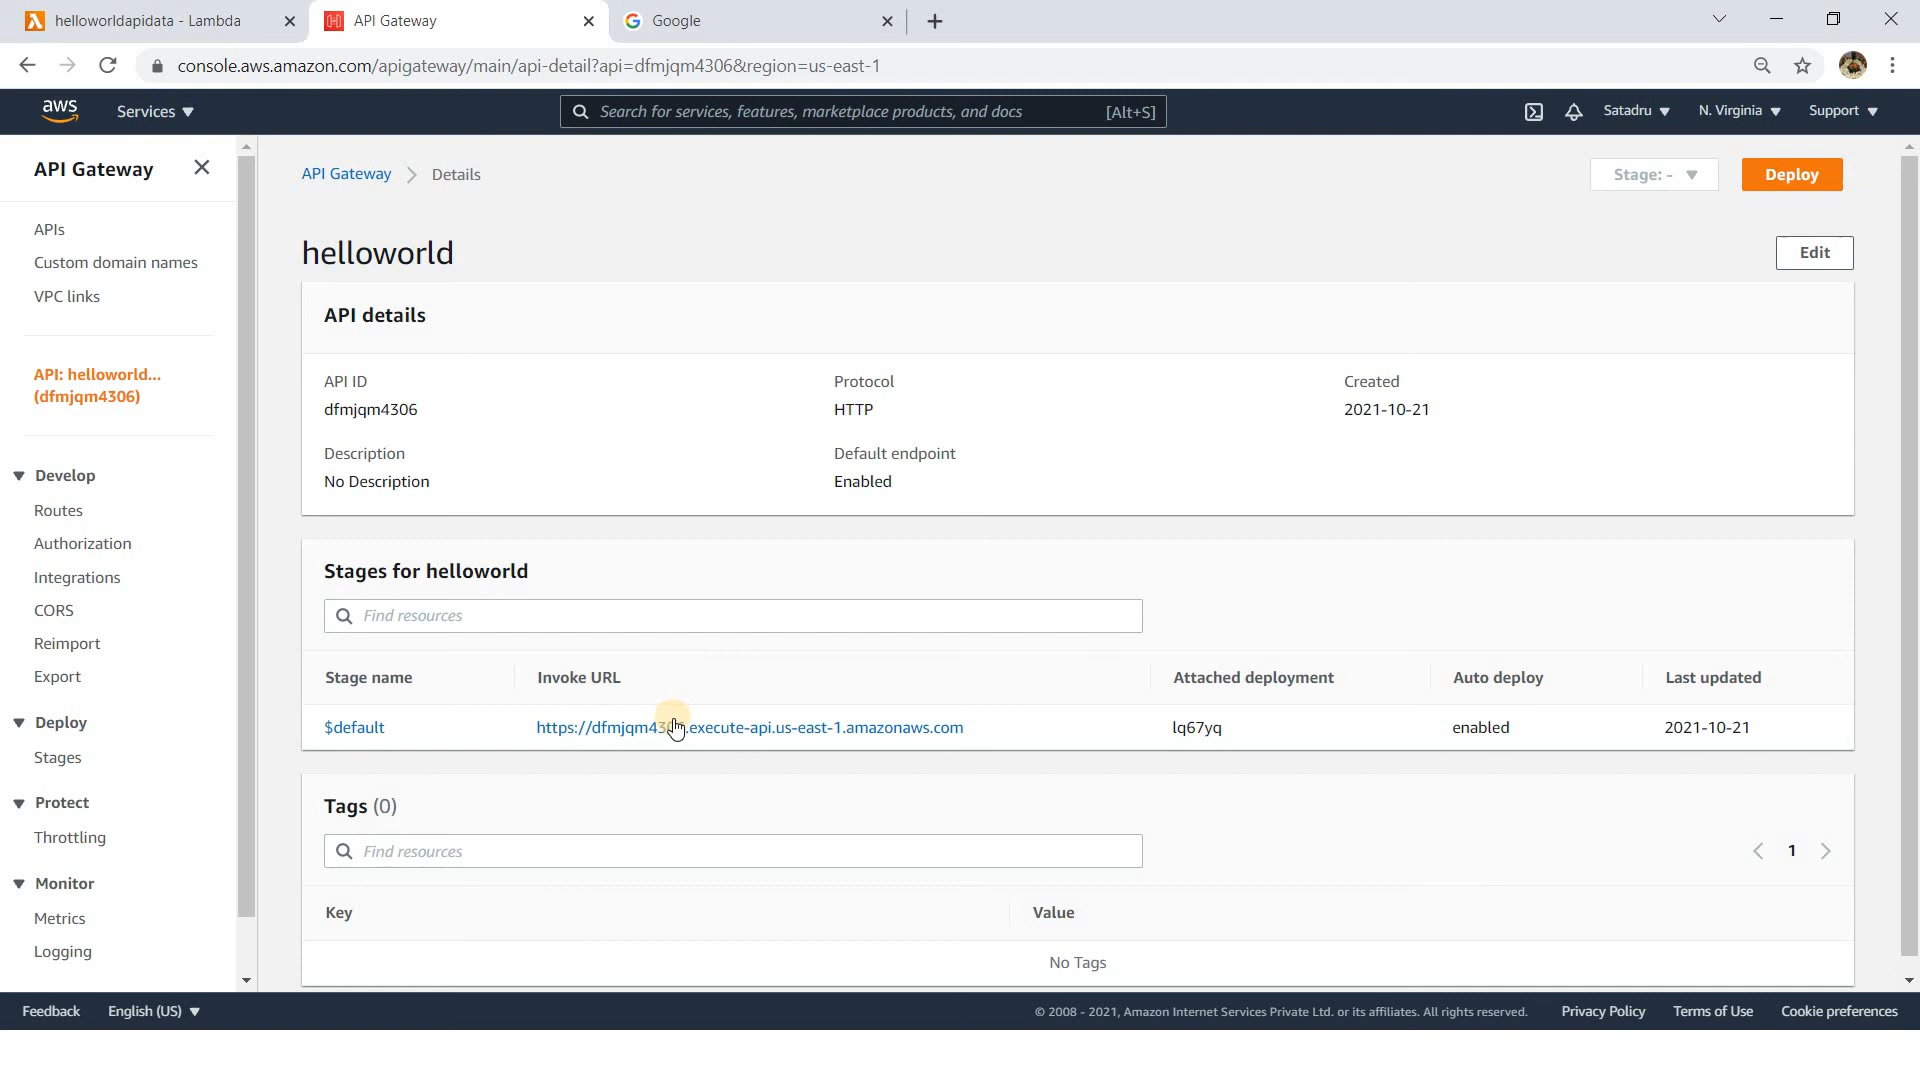 helloworldapidata - Lambda
API Gateway
Google
console.aws.amazon.com/apigateway/main/api-detail?api=dfmjqm4306&region=us-east-1
aws
Services
Search for services, features, marketplace products, and docs [Alt+S]
Satadru
N. Virginia
Support
API Gateway
APIs
Custom domain names
VPC links
API: helloworld...
(dfmjqm4306)
Develop
Routes
Authorization
Integrations
CORS
Reimport
Export
Deploy
Stages
Protect
Throttling
Monitor
Metrics
Logging
API Gateway Details
Stage: -
Deploy
helloworld
Edit
API details
API ID Protocol Created
dfmjqm4306 HTTP 2021-10-21
Description Default endpoint
No Description Enabled
Stages for helloworld
Find resources
Stage name Invoke URL Attached deployment Auto deploy Last updated
$default https://dfmjqm4306.execute-api.us-east-1.amazonaws.com lq67yq enabled 2021-10-21
Tags (0)
Find resources
1
Key Value
No Tags
Feedback English (US) © 2008 - 2021, Amazon Internet Services Private Ltd. or its affiliates. All rights reserved. Privacy Policy Terms of Use Cookie preferences